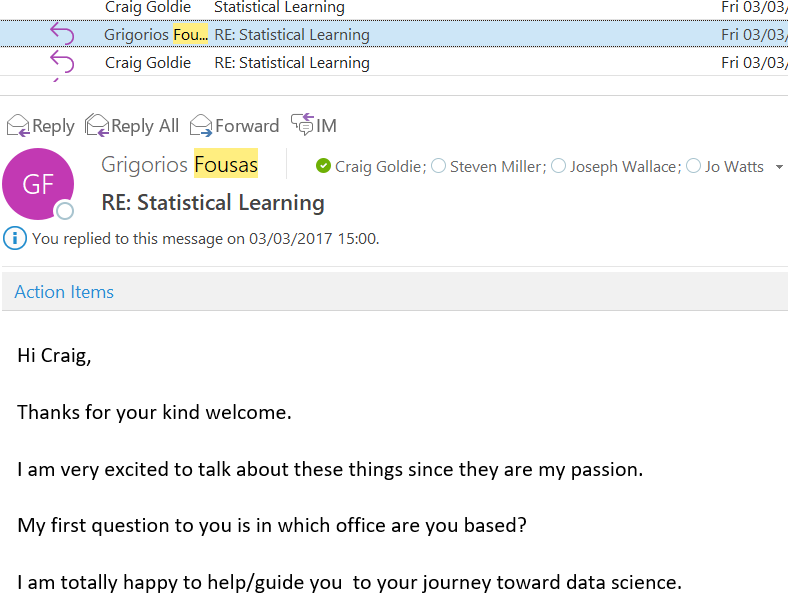 Craig Goldie Statistical Learning Fri 03/03/
Grigorios Fou... RE: Statistical Learning Fri 03/03/
Craig Goldie RE: Statistical Learning Fri 03/03/
Reply Reply All Forward IM
GF
Grigorios Fousas
Craig Goldie; Steven Miller; Joseph Wallace; Jo Watts
RE: Statistical Learning
You replied to this message on 03/03/2017 15:00.
Action Items
Hi Craig,
Thanks for your kind welcome.
I am very excited to talk about these things since they are my passion.
My first question to you is in which office are you based?
I am totally happy to help/guide you  to your journey toward data science.